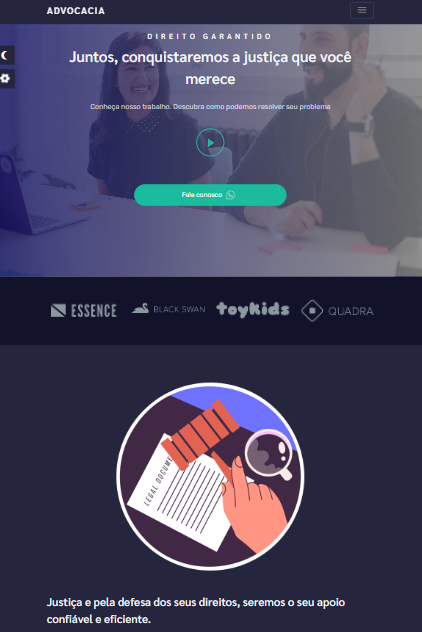 ADVOCACIA
DIREITO GARANTIDO
Juntos, conquistaremos a justiça que você
merece
Conheça nosso trabalho. Descubra como podemos resolver seu problema
Fale conosco
ESSENCE
BLACK SWAN
toyKids
QUADRA
LEGAL DOCUME
Justiça e pela defesa dos seus direitos, seremos o seu apoio
confiável e eficiente.